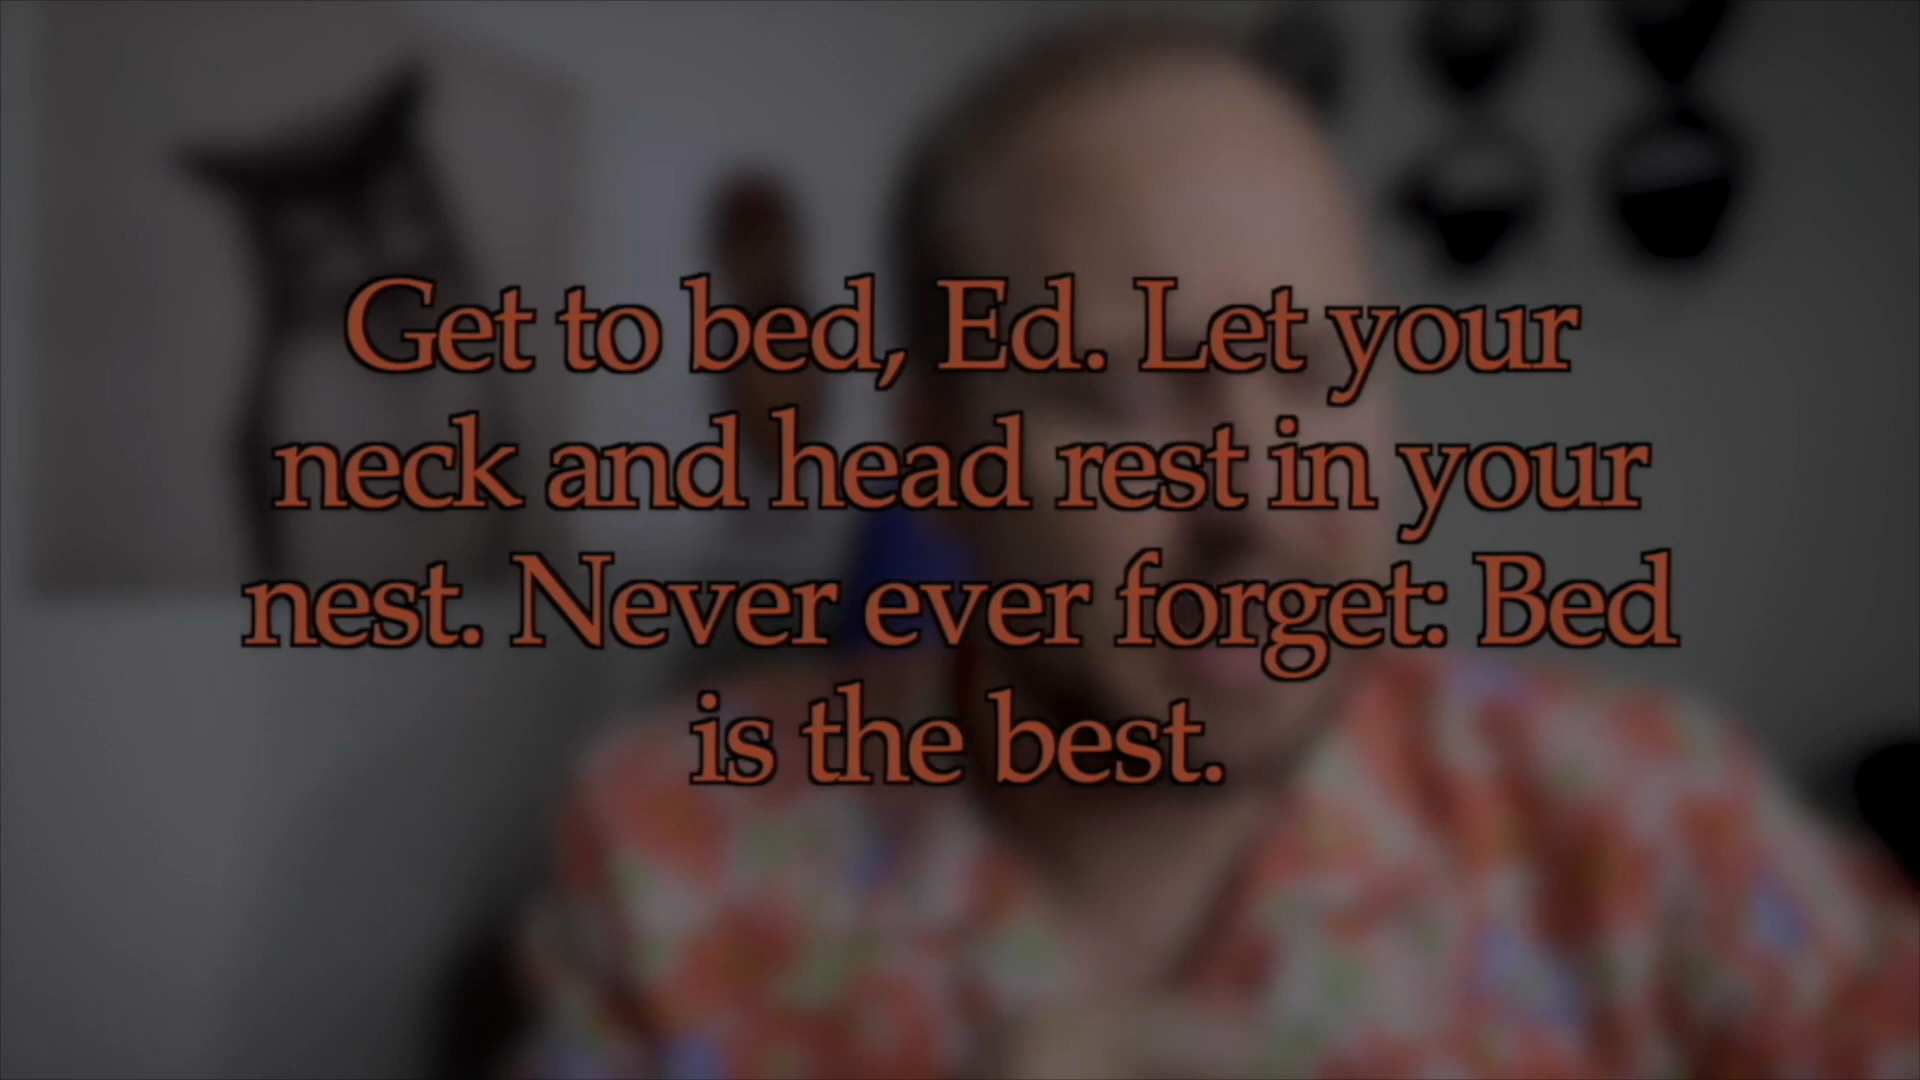 Get to bed, Ed. Let your
neck and head rest in your
nest. Never ever forget: Bed
is the best.